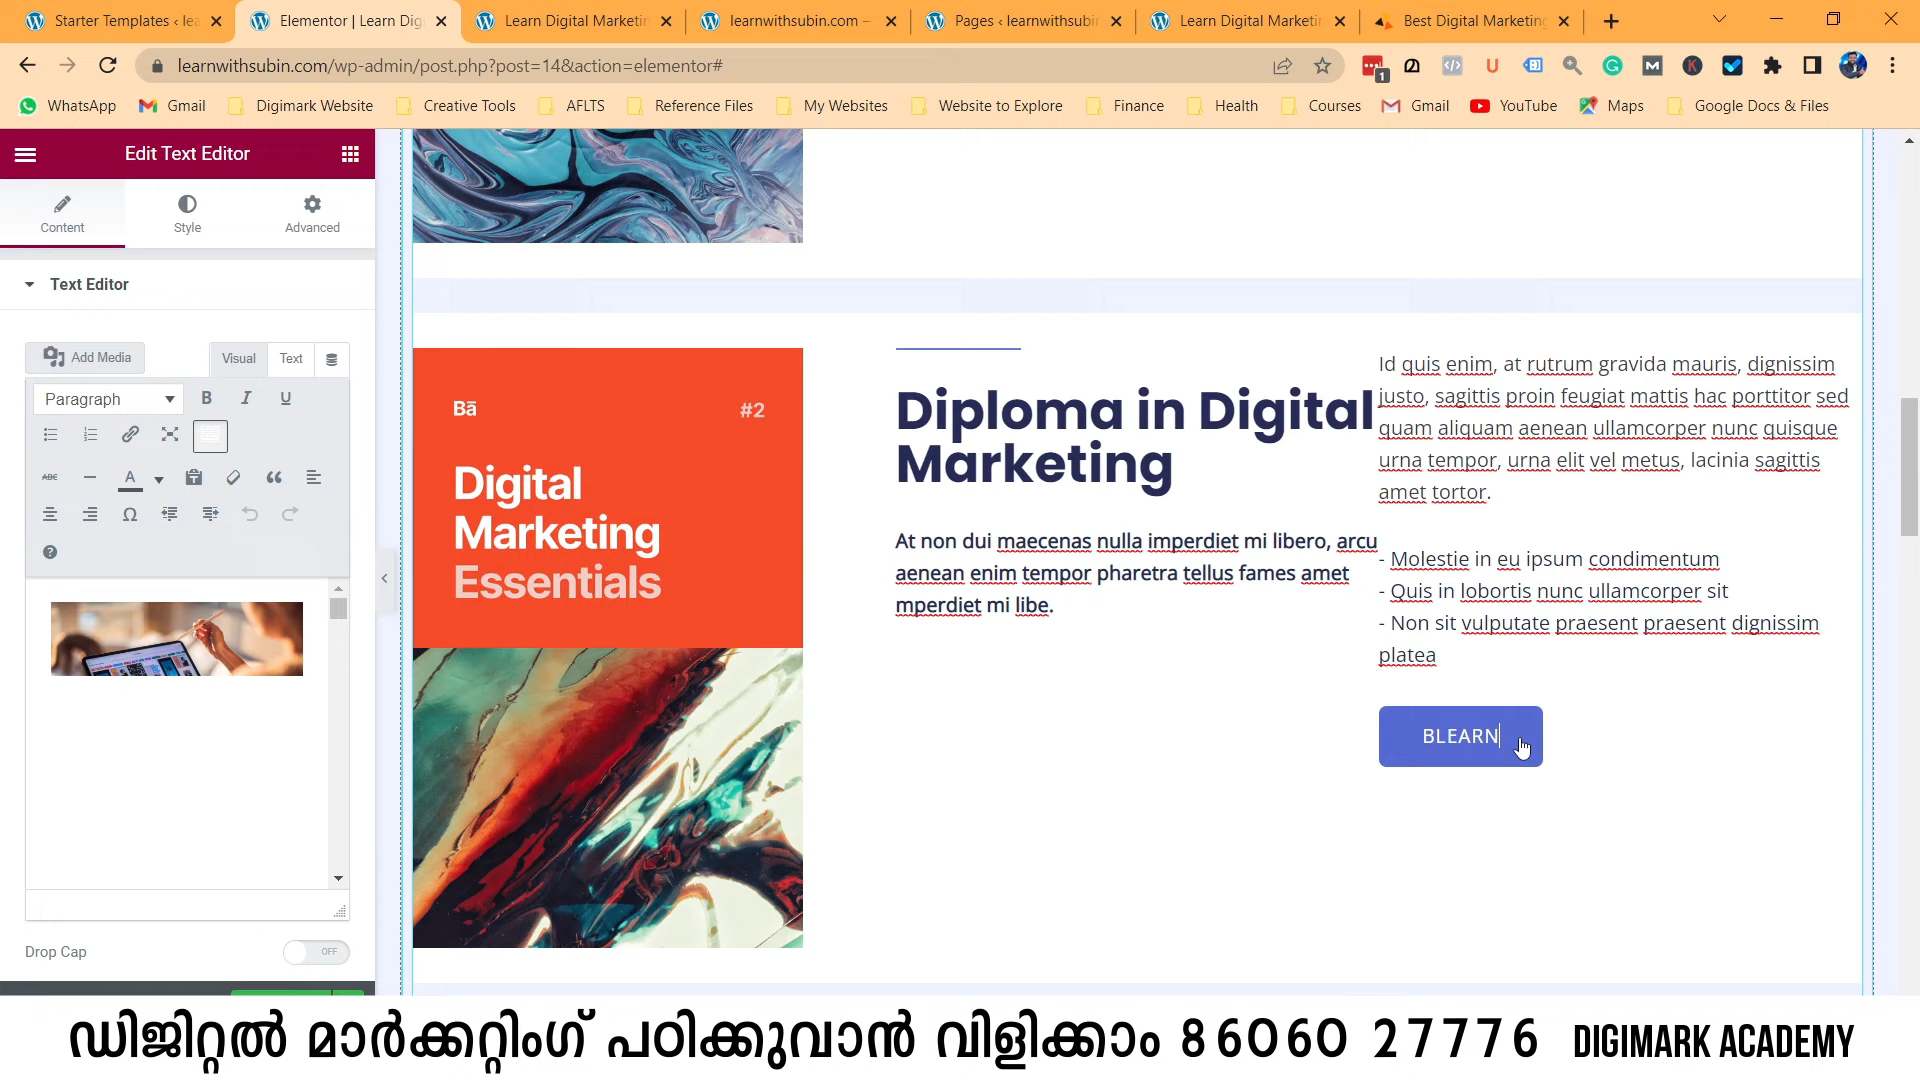 Starter Templates ‹ lea
Elementor | Learn Dig
Learn Digital Marketin
learnwithsubin.com –
Pages ‹ learnwithsubin
Learn Digital Marketin
Best Digital Marketing
learnwithsubin.com/wp-admin/post.php?post=14&action=elementor#
1
WhatsApp
Gmail
Digimark Website
Creative Tools
AFLTS
Reference Files
My Websites
Website to Explore
Finance
Health
Courses
Gmail
YouTube
Maps
Google Docs & Files
Edit Text Editor
Content
Style
Advanced
Text Editor
Add Media
Visual
Text
Paragraph
B I U
ABC
A
Drop Cap
OFF
Bā
#2
Digital
Marketing
Essentials
Diploma in Digital
Marketing
At non dui maecenas nulla imperdiet mi libero, arcu
aenean enim tempor pharetra tellus fames amet
mperdiet mi libe.
Id quis enim, at rutrum gravida mauris, dignissim
justo, sagittis proin feugiat mattis hac porttitor sed
quam aliquam aenean ullamcorper nunc quisque
urna tempor, urna elit vel metus, lacinia sagittis
amet tortor.
- Molestie in eu ipsum condimentum
- Quis in lobortis nunc ullamcorper sit
- Non sit vulputate praesent praesent dignissim
platea
BLEARN
ഡിജിറ്റൽ മാർക്കറ്റിംഗ് പഠിക്കുവാൻ വിളിക്കാം 86060 27776 DIGIMARK ACADEMY